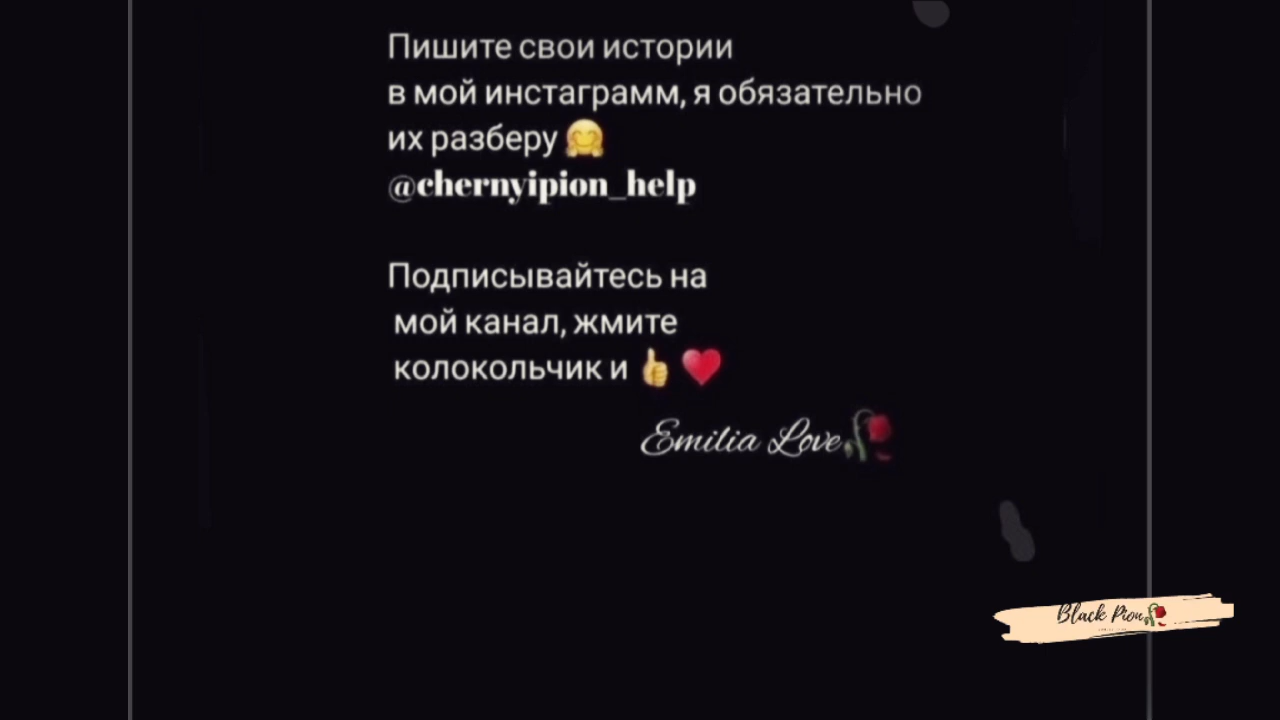 Пишите свои истории
в мой инстаграмм, я обязательно
их разберу 🤗
@chernyipion_help
Подписывайтесь на
мой канал, жмите
колокольчик и 👍 ♥️
Emilia Love🥀
Black Pion🥀